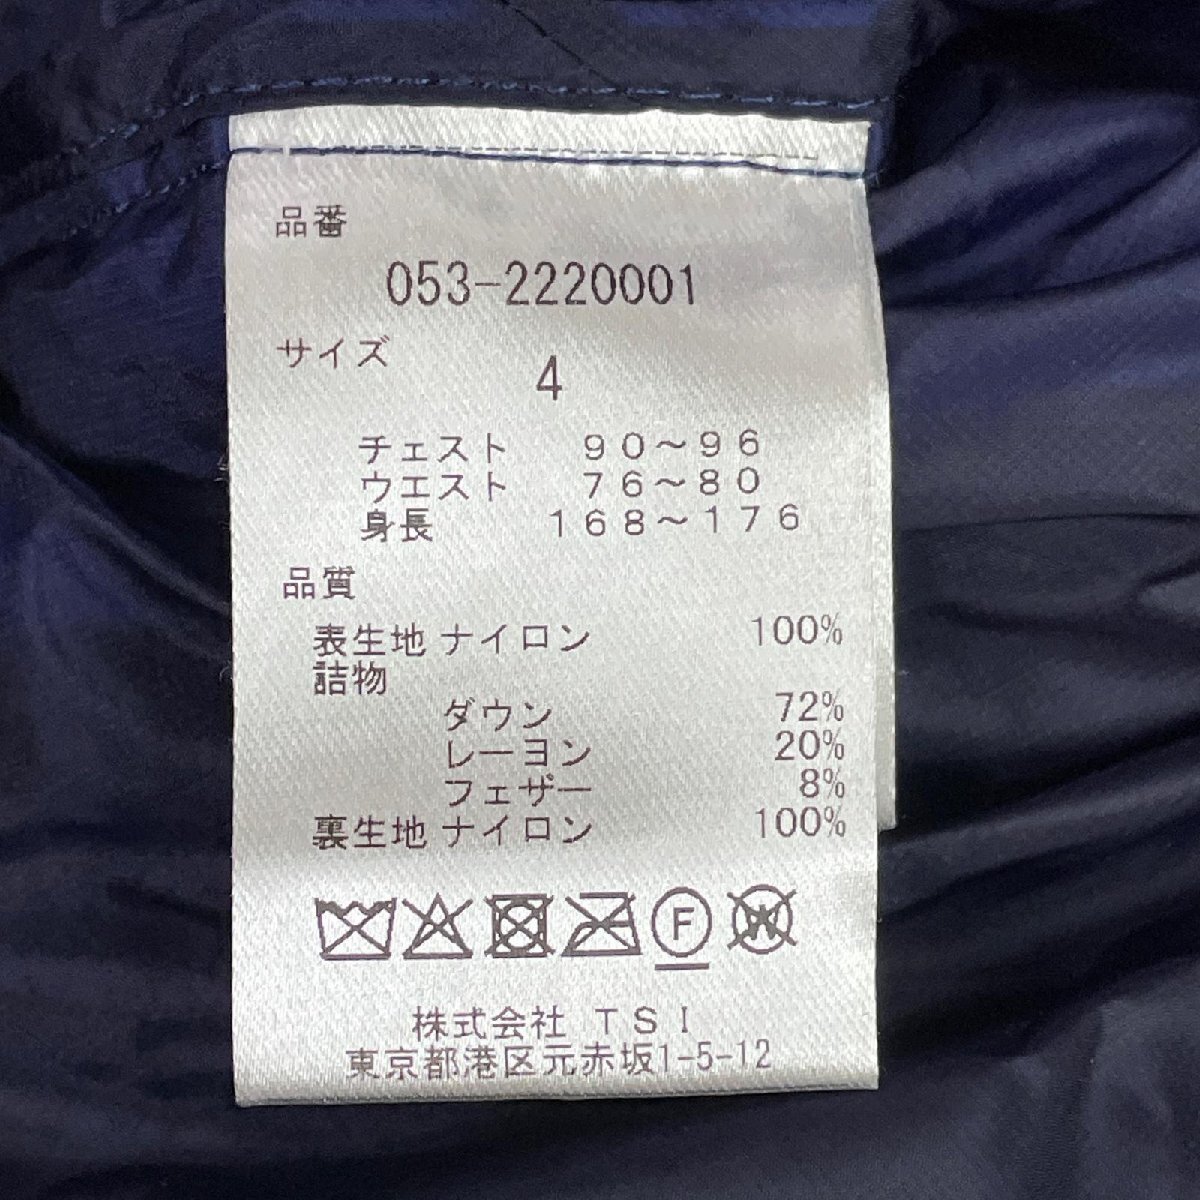 品番
053-2220001
サイズ
4
チェスト 90～96
ウエスト 76～80
身長 168～176
品質
表生地 ナイロン 100%
詰物
ダウン 72%
レーヨン 20%
フェザー 8%
裏生地 ナイロン 100%
F W
株式会社 TSI
東京都港区元赤坂1-5-12